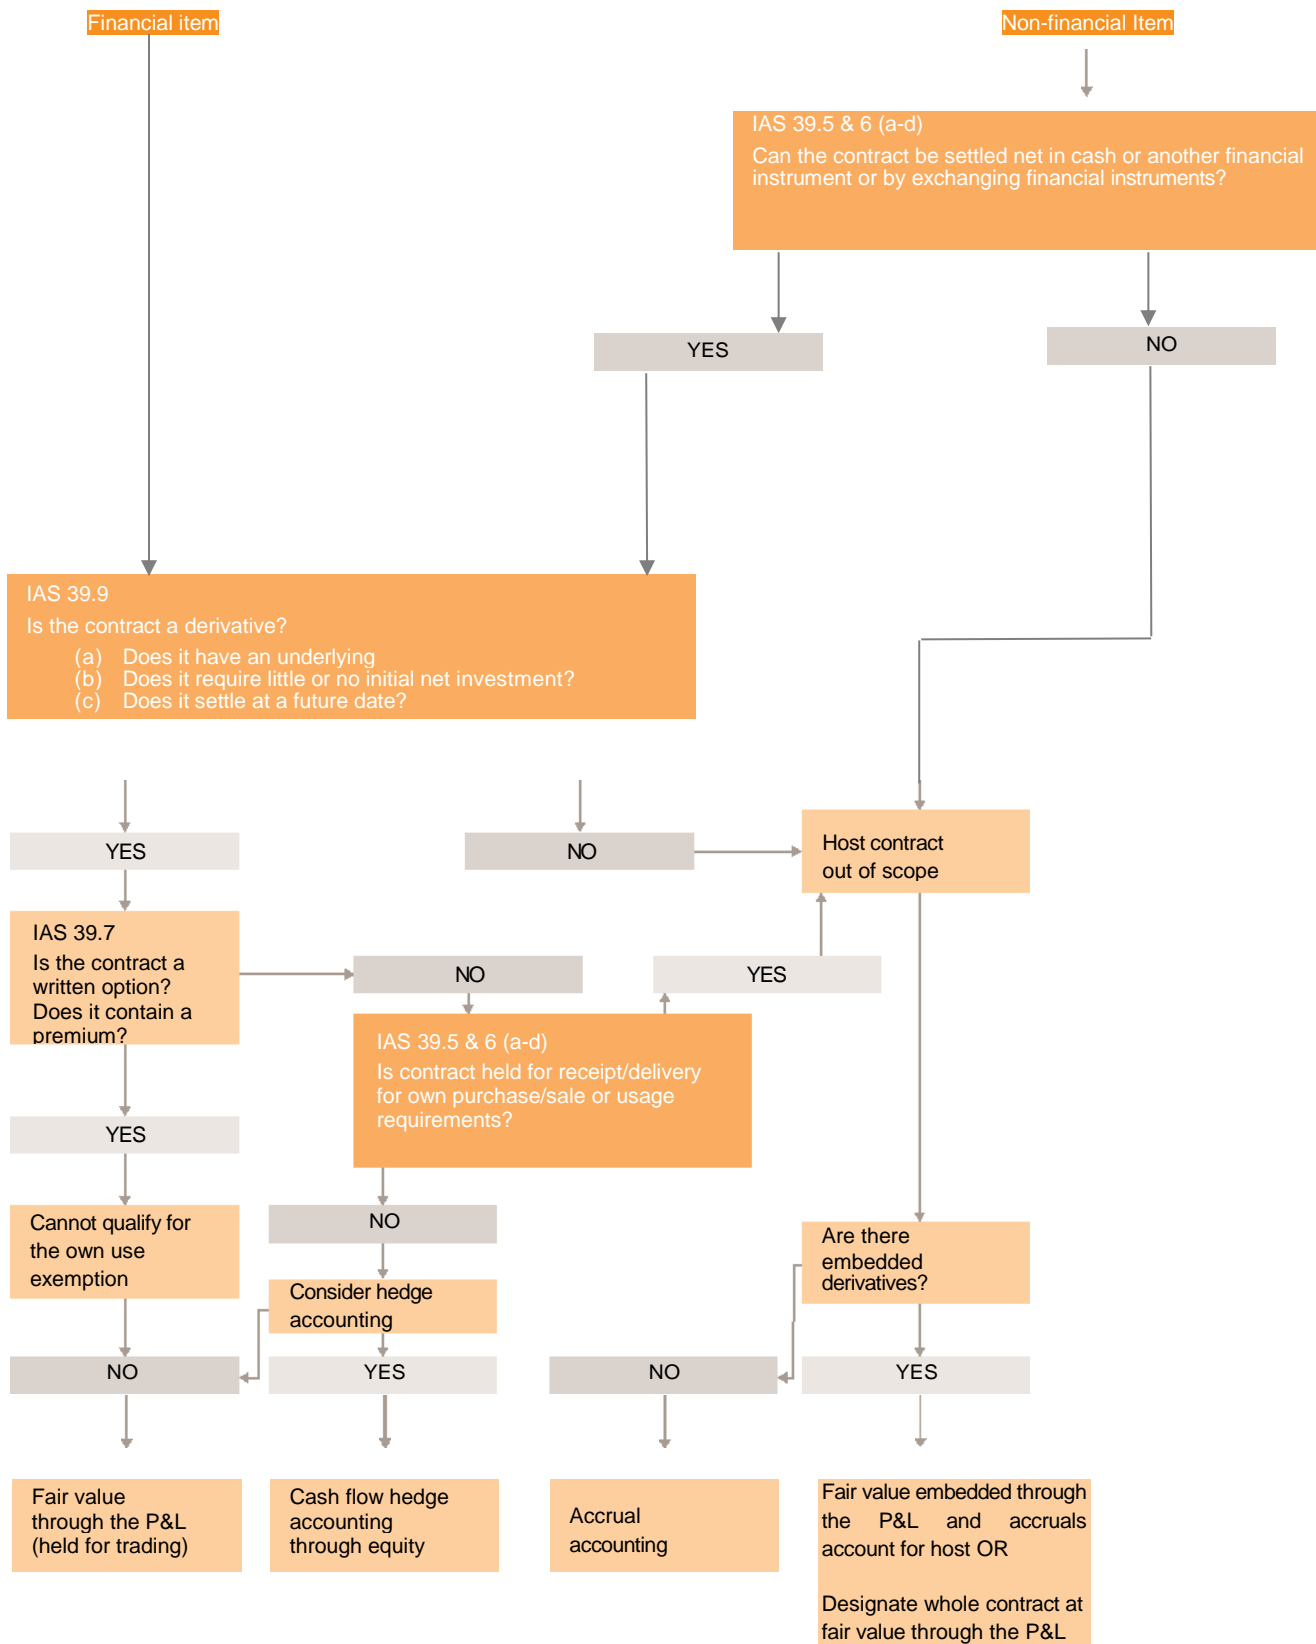 Financial item
Non-financial Item
IAS 39.5 & 6 (a-d)
Can the contract be settled net in cash or another financial
instrument or by exchanging financial instruments?
YES
NO
IAS 39.9
Is the contract a derivative?
(a) Does it have an underlying
(b) Does it require little or no initial net investment?
(c) Does it settle at a future date?
YES
NO
Host contract
out of scope
IAS 39.7
Is the contract a
written option?
Does it contain a
premium?
NO
YES
IAS 39.5 & 6 (a-d)
Is contract held for receipt/delivery
for own purchase/sale or usage
requirements?
YES
Cannot qualify for
the own use
exemption
NO
Consider hedge
accounting
Are there
embedded
derivatives?
NO
YES
NO
YES
Fair value
through the P&L
(held for trading)
Cash flow hedge
accounting
through equity
Accrual
accounting
Fair value embedded through
the P&L and accruals
account for host OR
Designate whole contract at
fair value through the P&L